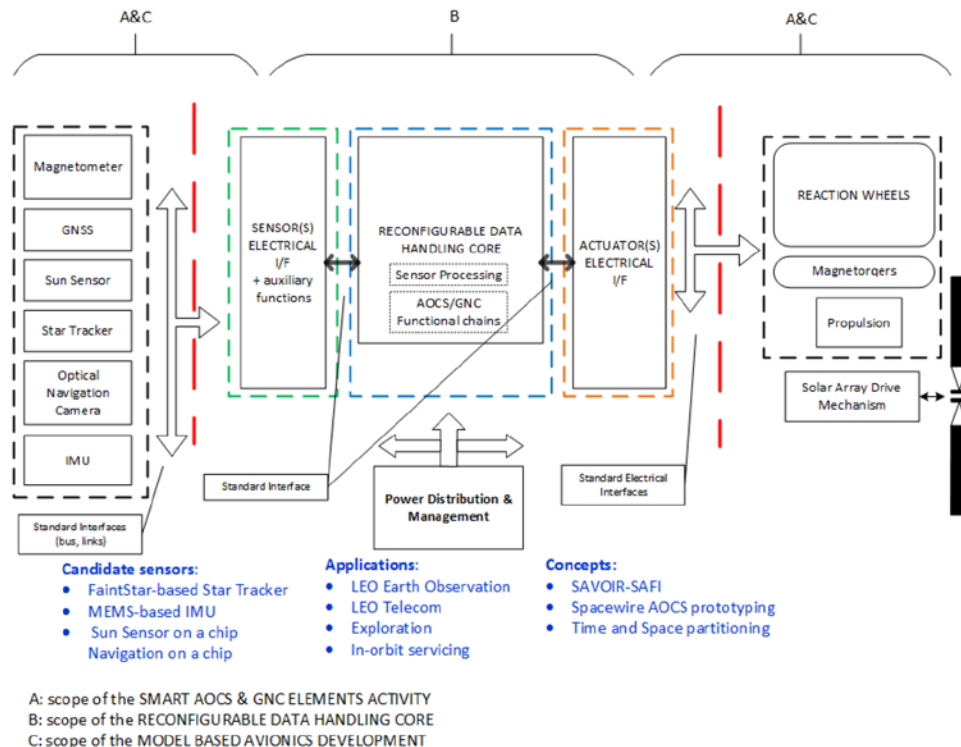 A&C
B
A&C
Magnetometer
GNSS
Sun Sensor
Star Tracker
Optical
Navigation
Camera
IMU
Standard Interfaces
(bus, links)
SENSOR(S)
ELECTRICAL
I/F
+ auxiliary
functions
RECONFIGURABLE DATA
HANDLING CORE
Sensor Processing
AOCS/GNC
Functional chains
ACTUATOR(S)
ELECTRICAL
I/F
REACTION WHEELS
Magnetorqers
Propulsion
Solar Array Drive
Mechanism
Standard Interface
Power Distribution &
Management
Standard Electrical
Interfaces
Candidate sensors:
• FaintStar-based Star Tracker
• MEMS-based IMU
• Sun Sensor on a chip
Navigation on a chip
Applications:
• LEO Earth Observation
• LEO Telecom
• Exploration
• In-orbit servicing
Concepts:
• SAVOIR-SAFI
• Spacewire AOCS prototyping
• Time and Space partitioning
A: scope of the SMART AOCS & GNC ELEMENTS ACTIVITY
B: scope of the RECONFIGURABLE DATA HANDLING CORE
C: scope of the MODEL BASED AVIONICS DEVELOPMENT